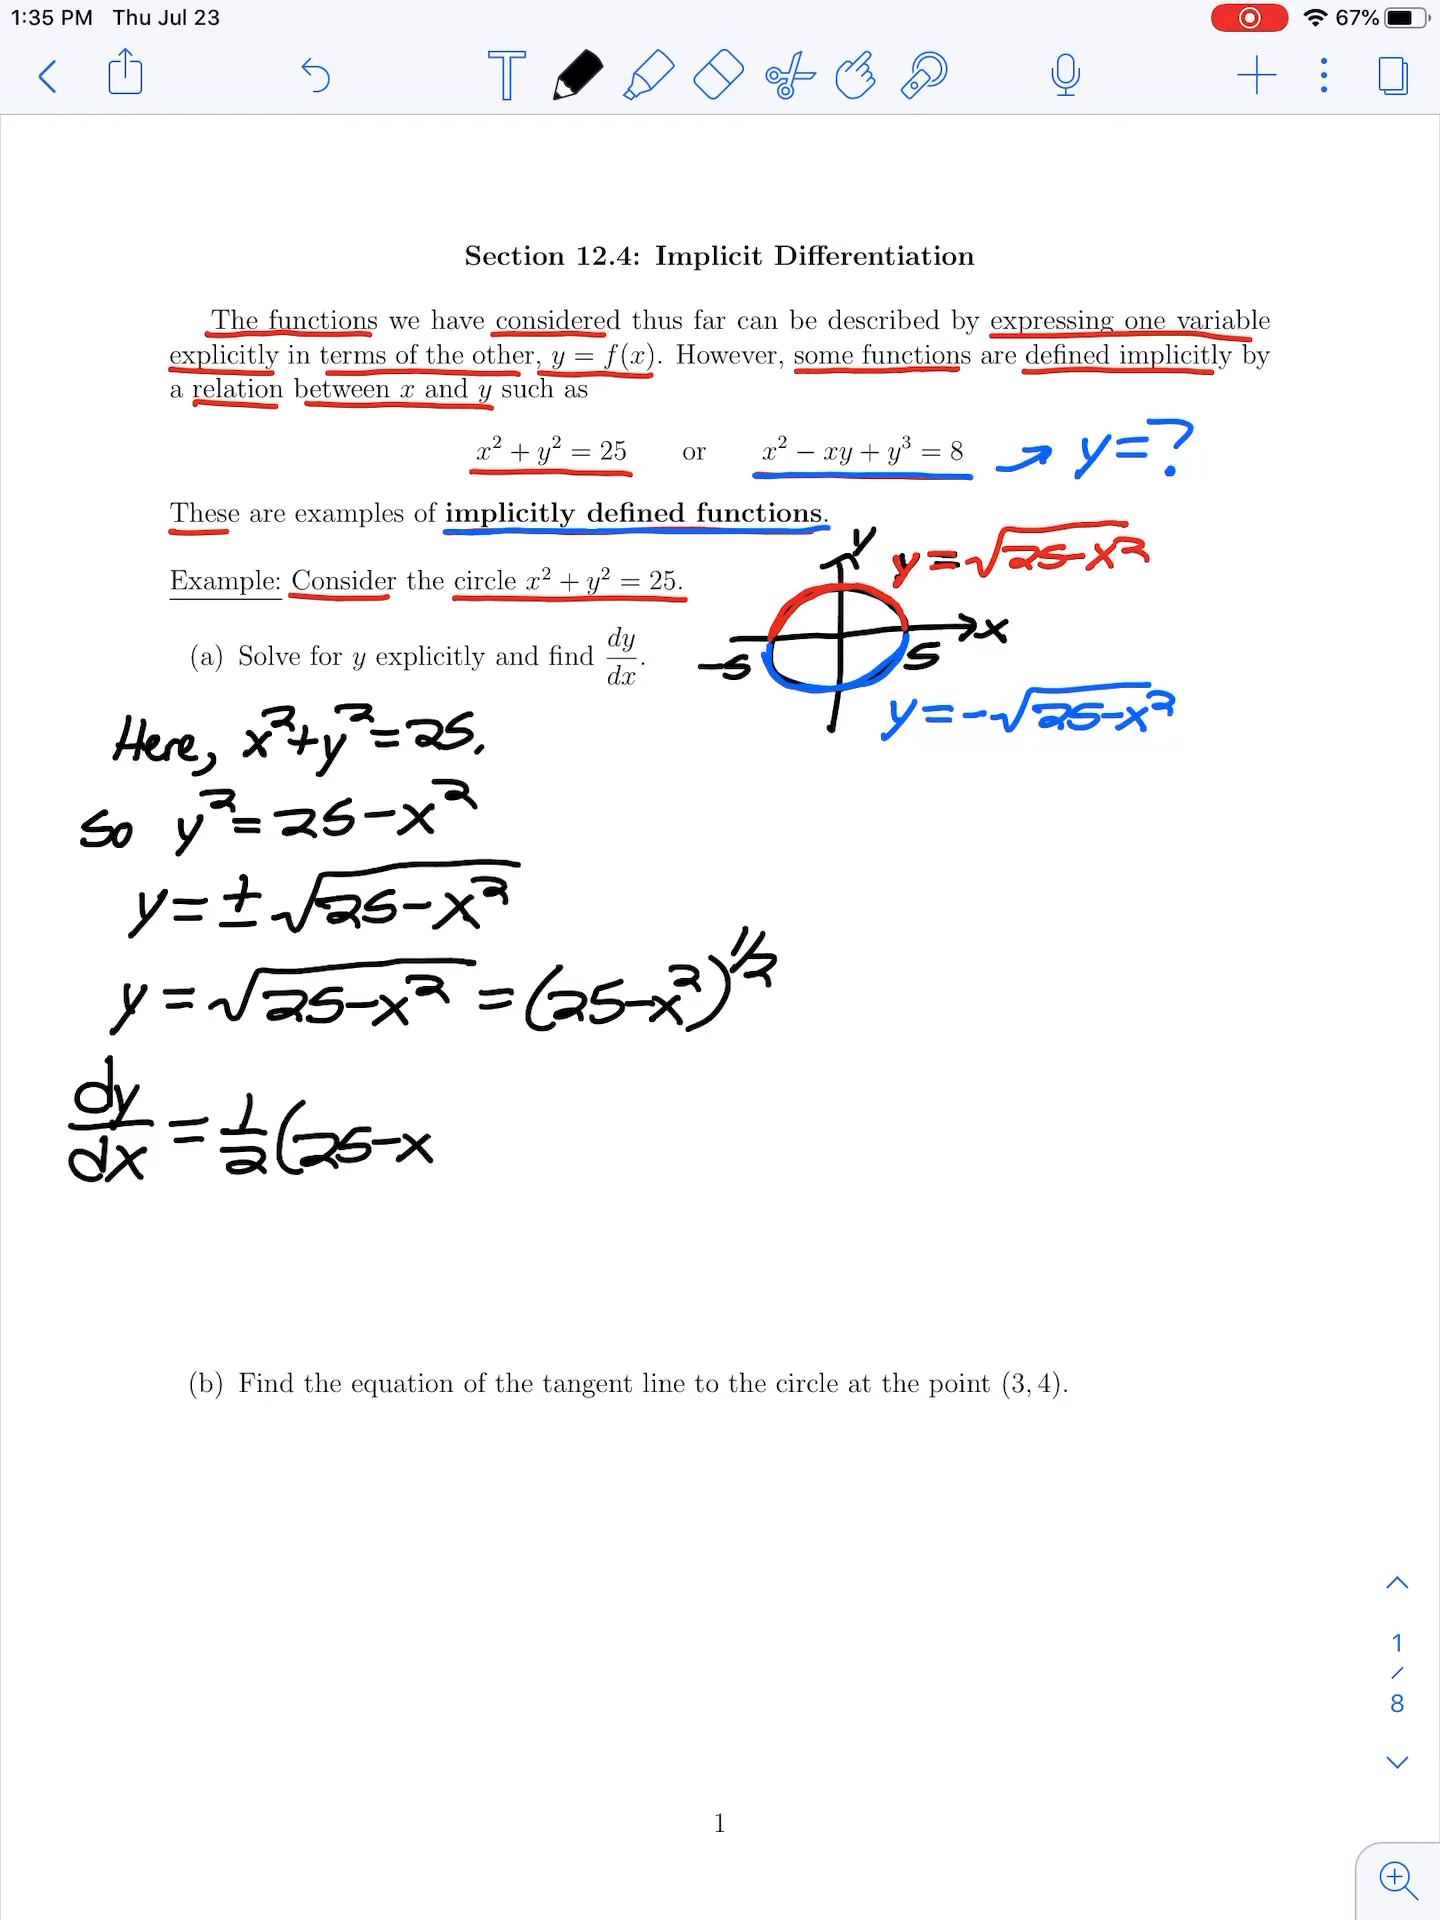 1:35 PM Thu Jul 23 67%
T
Section 12.4: Implicit Differentiation
The functions we have considered thus far can be described by expressing one variable
explicitly in terms of the other, y = f(x). However, some functions are defined implicitly by
a relation between x and y such as
x² + y² = 25 or x² − xy + y³ = 8 → y=?
These are examples of implicitly defined functions.
y
y=√25-x²
Example: Consider the circle x² + y² = 25.
x
-5 5
(a) Solve for y explicitly and find dy/dx.
y=-√25-x²
Here, x²+y²=25.
So y²=25-x²
y=±√25-x²
y=√25-x² = (25-x²)^1/2
dy/dx = 1/2(25-x
(b) Find the equation of the tangent line to the circle at the point (3, 4).
1
/
8
1